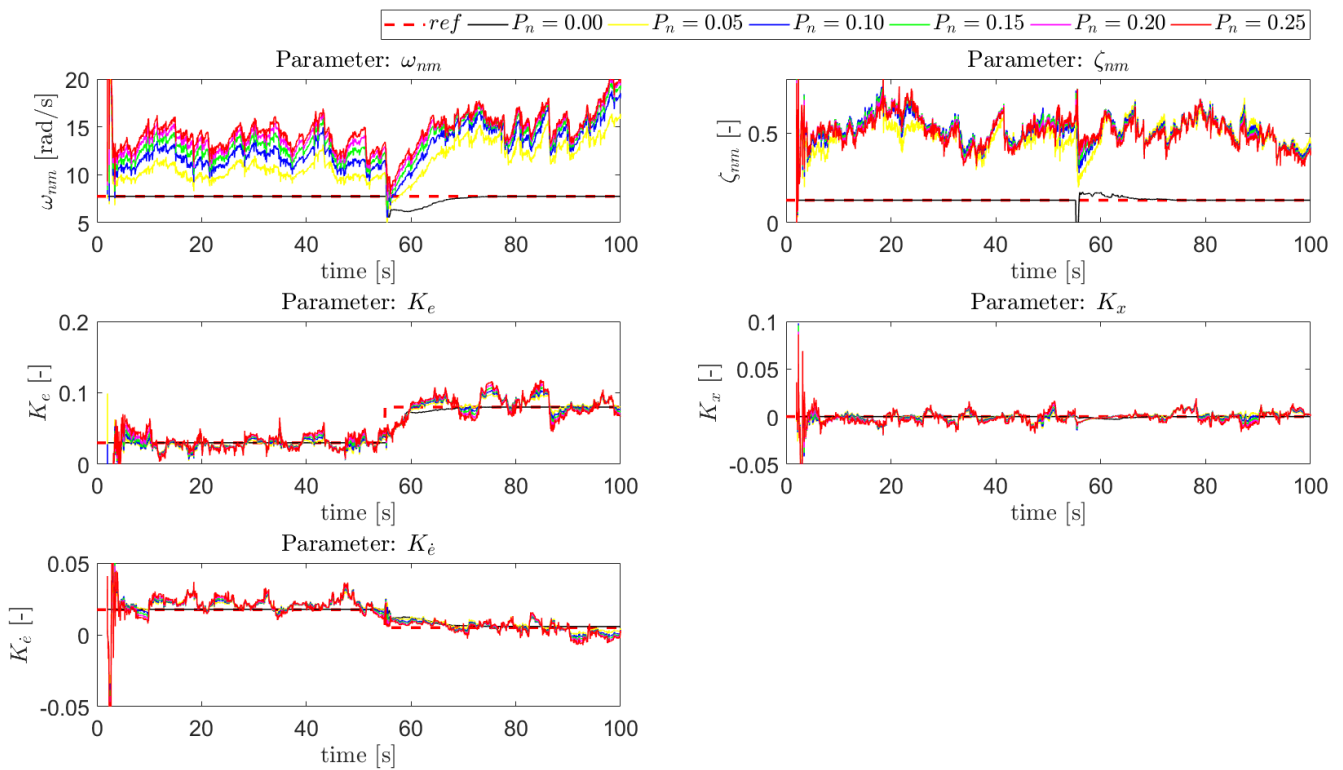 ref P_n = 0.00 P_n = 0.05 P_n = 0.10 P_n = 0.15 P_n = 0.20 P_n = 0.25
Parameter: ω_nm
20
15
10
5
ω_nm [rad/s]
0 20 40 60 80 100
time [s]
Parameter: ζ_nm
0.5
0
ζ_nm [-]
0 20 40 60 80 100
time [s]
Parameter: K_e
0.2
0.1
0
K_e [-]
0 20 40 60 80 100
time [s]
Parameter: K_x
0.1
0.05
0
-0.05
K_x [-]
0 20 40 60 80 100
time [s]
Parameter: K_ė
0.05
0
-0.05
K_ė [-]
0 20 40 60 80 100
time [s]